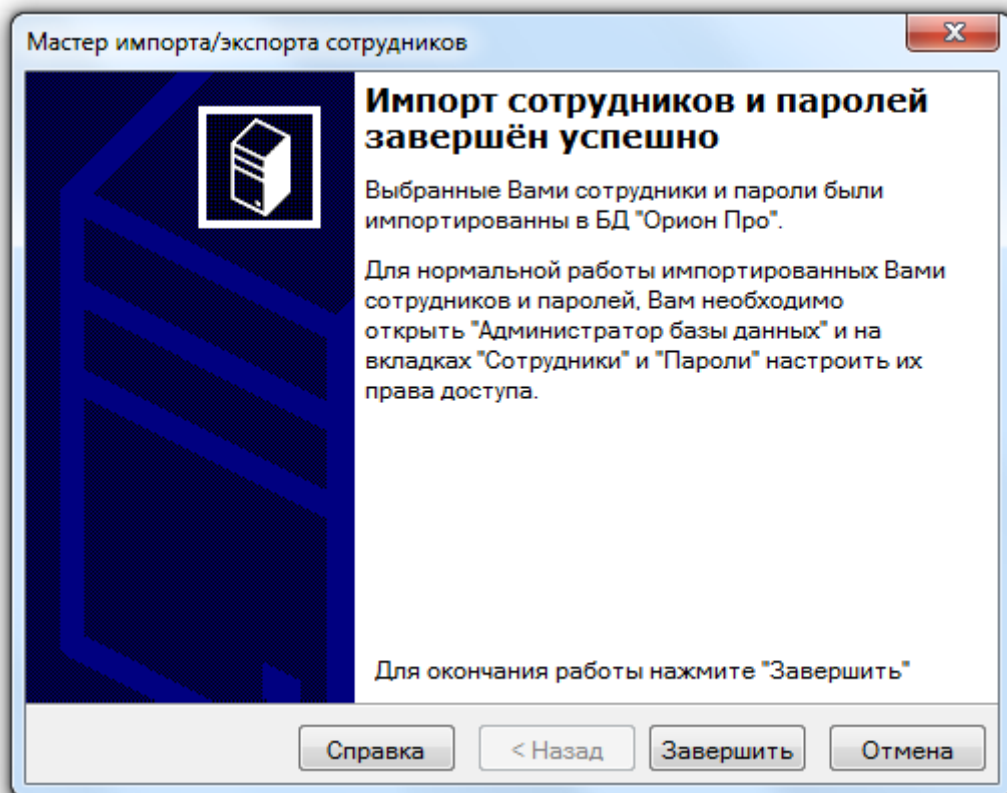 Мастер импорта/экспорта сотрудников
Импорт сотрудников и паролей
завершён успешно
Выбранные Вами сотрудники и пароли были
импортированны в БД "Орион Про".
Для нормальной работы импортированных Вами
сотрудников и паролей, Вам необходимо
открыть "Администратор базы данных" и на
вкладках "Сотрудники" и "Пароли" настроить их
права доступа.
Для окончания работы нажмите "Завершить"
Справка
< Назад
Завершить
Отмена